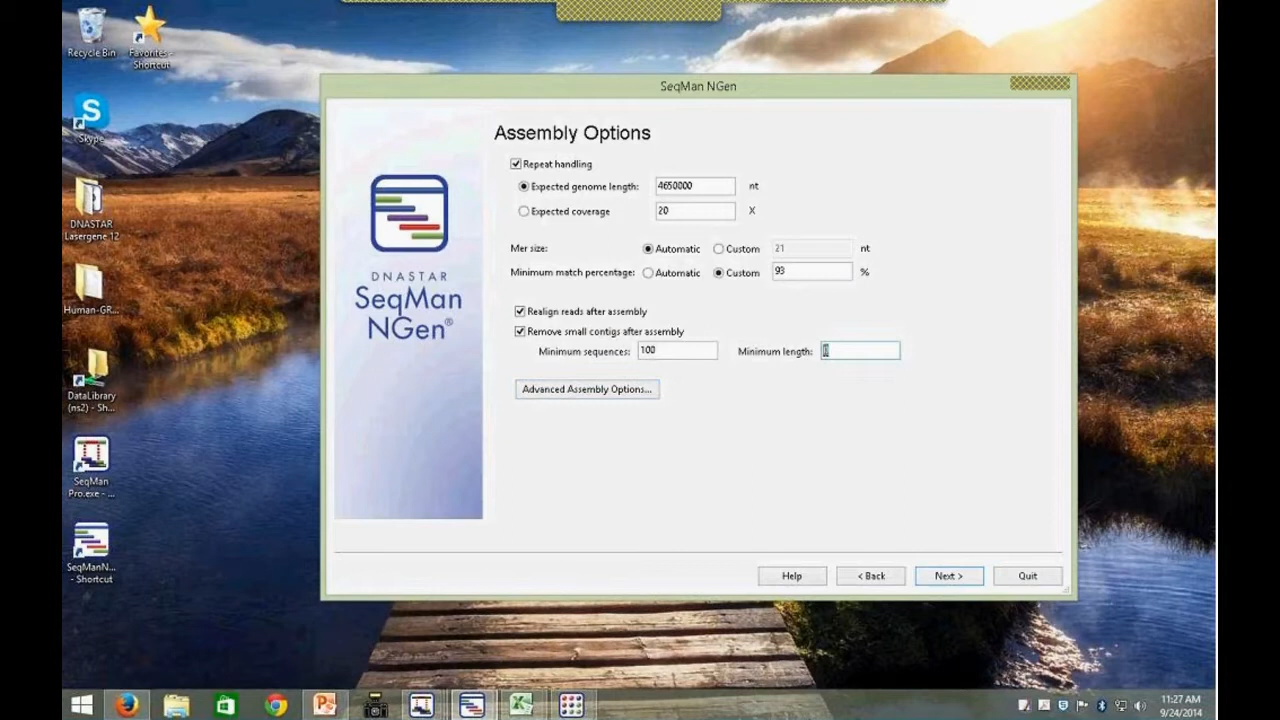 Recycle Bin
Favorites -
Shortcut
Skype
DNASTAR
Lasergene 12
Human-GR...
DataLibrary
(ns2) - Sh...
SeqMan
Pro.exe - ...
SeqManN...
- Shortcut
SeqMan NGen
DNASTAR
SeqMan
NGen®
Assembly Options
Repeat handling
Expected genome length: 4650000 nt
Expected coverage 20 X
Mer size: Automatic Custom 21 nt
Minimum match percentage: Automatic Custom 93 %
Realign reads after assembly
Remove small contigs after assembly
Minimum sequences: 100 Minimum length:
Advanced Assembly Options...
Help < Back Next > Quit
11:27 AM
9/24/2014